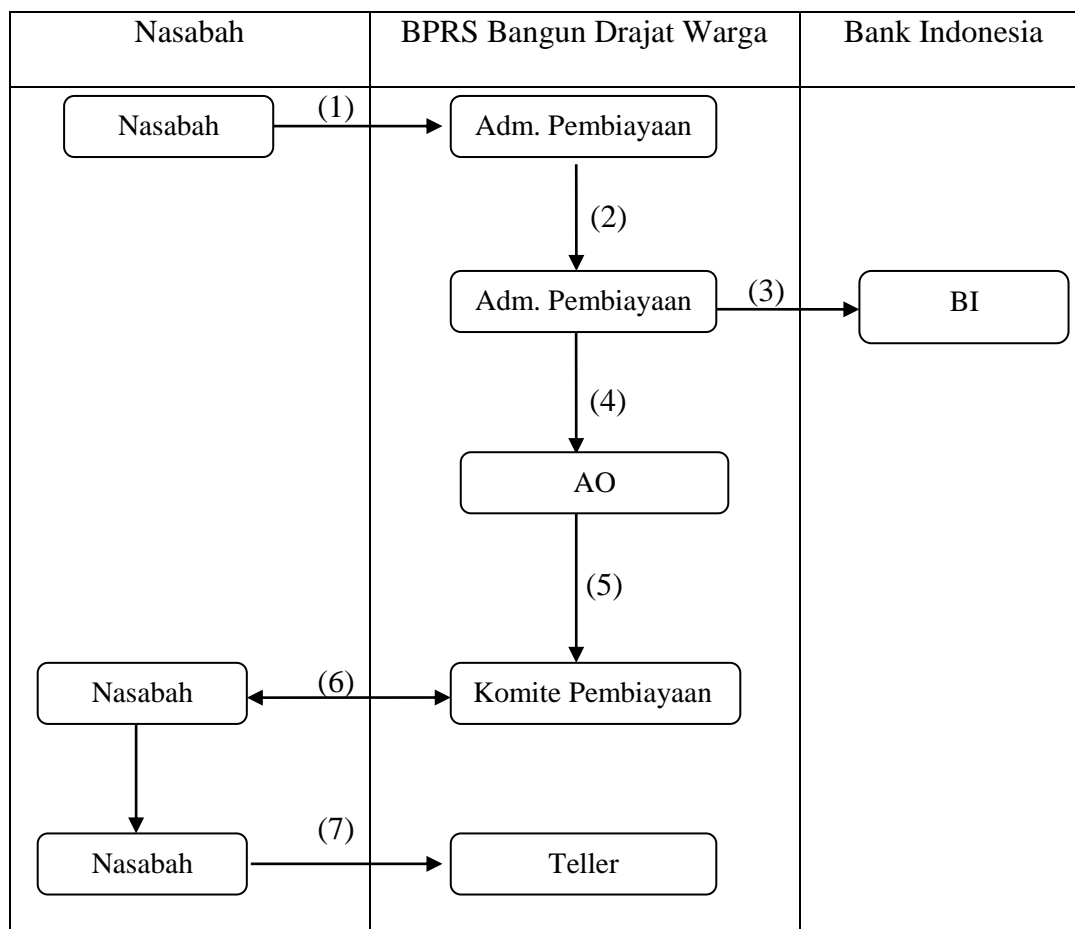 Nasabah
BPRS Bangun Drajat Warga
Bank Indonesia
Nasabah
(1)
Adm. Pembiayaan
(2)
Adm. Pembiayaan
(3)
BI
(4)
AO
(5)
Nasabah
(6)
Komite Pembiayaan
Nasabah
(7)
Teller